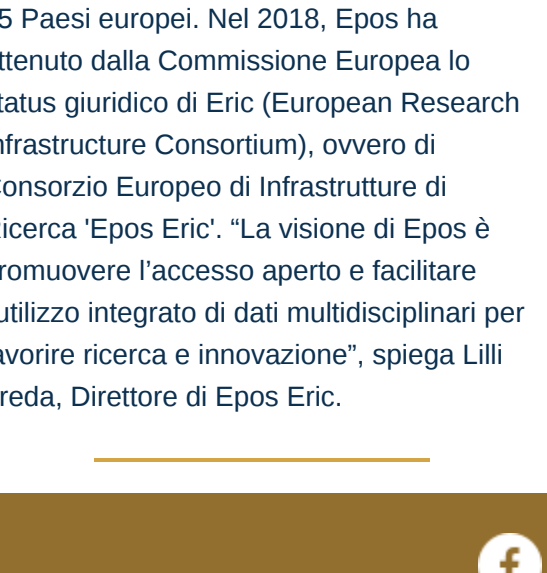 5 Paesi europei. Nel 2018, Epos ha
ttenuto dalla Commissione Europea lo
tatus giuridico di Eric (European Research
nfrastructure Consortium), ovvero di
onsorzio Europeo di Infrastrutture di
icerca 'Epos Eric'. “La visione di Epos è
romuovere l’accesso aperto e facilitare
utilizzo integrato di dati multidisciplinari per
avorire ricerca e innovazione”, spiega Lilli
reda, Direttore di Epos Eric.